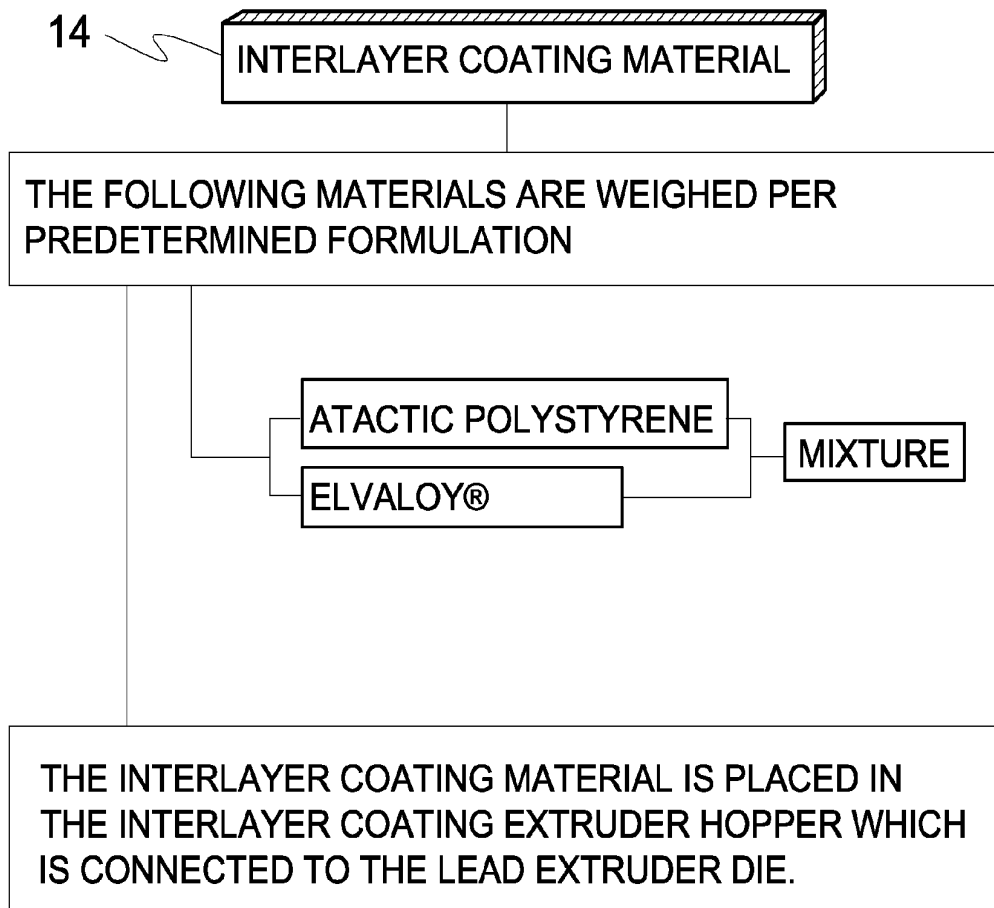 14
INTERLAYER COATING MATERIAL
THE FOLLOWING MATERIALS ARE WEIGHED PER
PREDETERMINED FORMULATION
ATACTIC POLYSTYRENE
ELVALOY®
MIXTURE
THE INTERLAYER COATING MATERIAL IS PLACED IN
THE INTERLAYER COATING EXTRUDER HOPPER WHICH
IS CONNECTED TO THE LEAD EXTRUDER DIE.